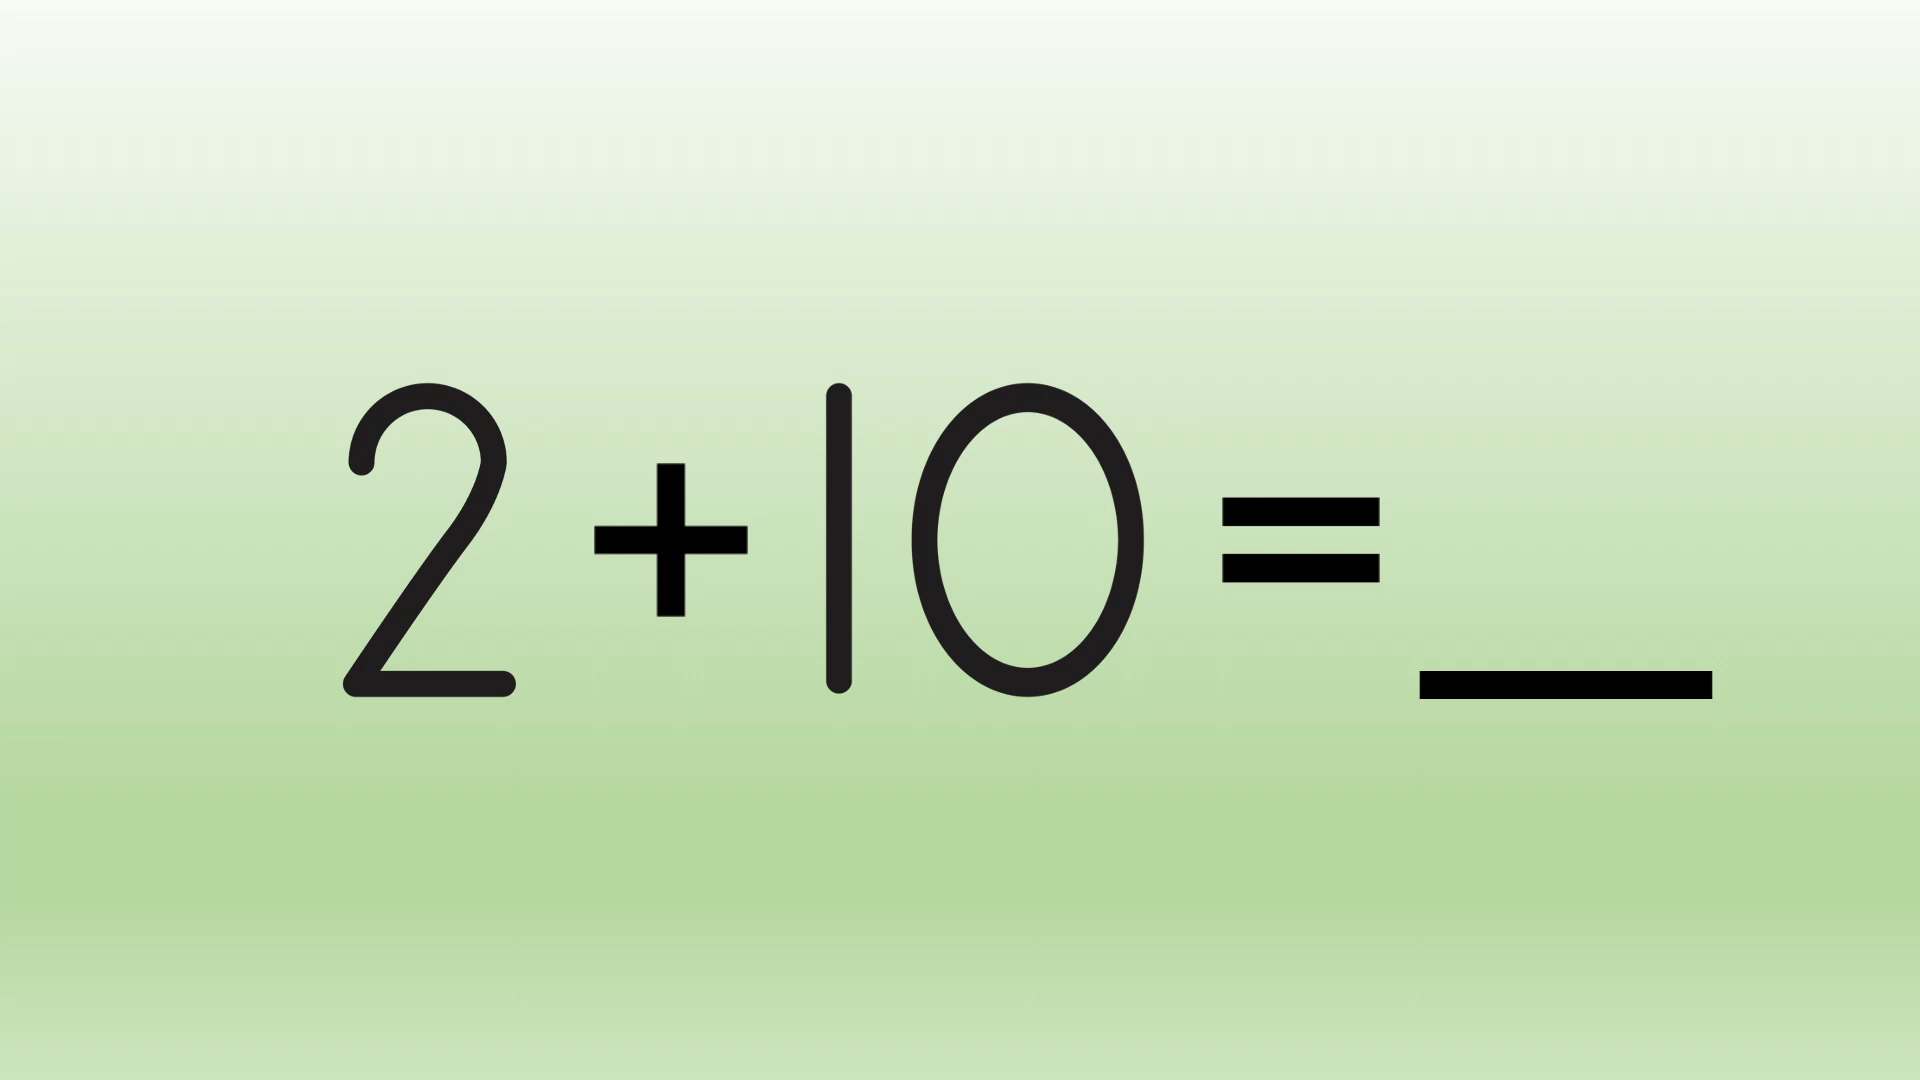 2 + 10 = __